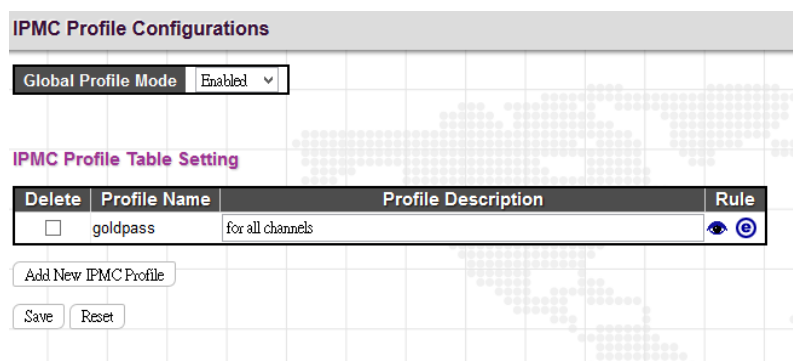 IPMC Profile Configurations
Global Profile Mode Enabled
IPMC Profile Table Setting
Delete Profile Name Profile Description Rule
goldpass for all channels e
Add New IPMC Profile
Save Reset